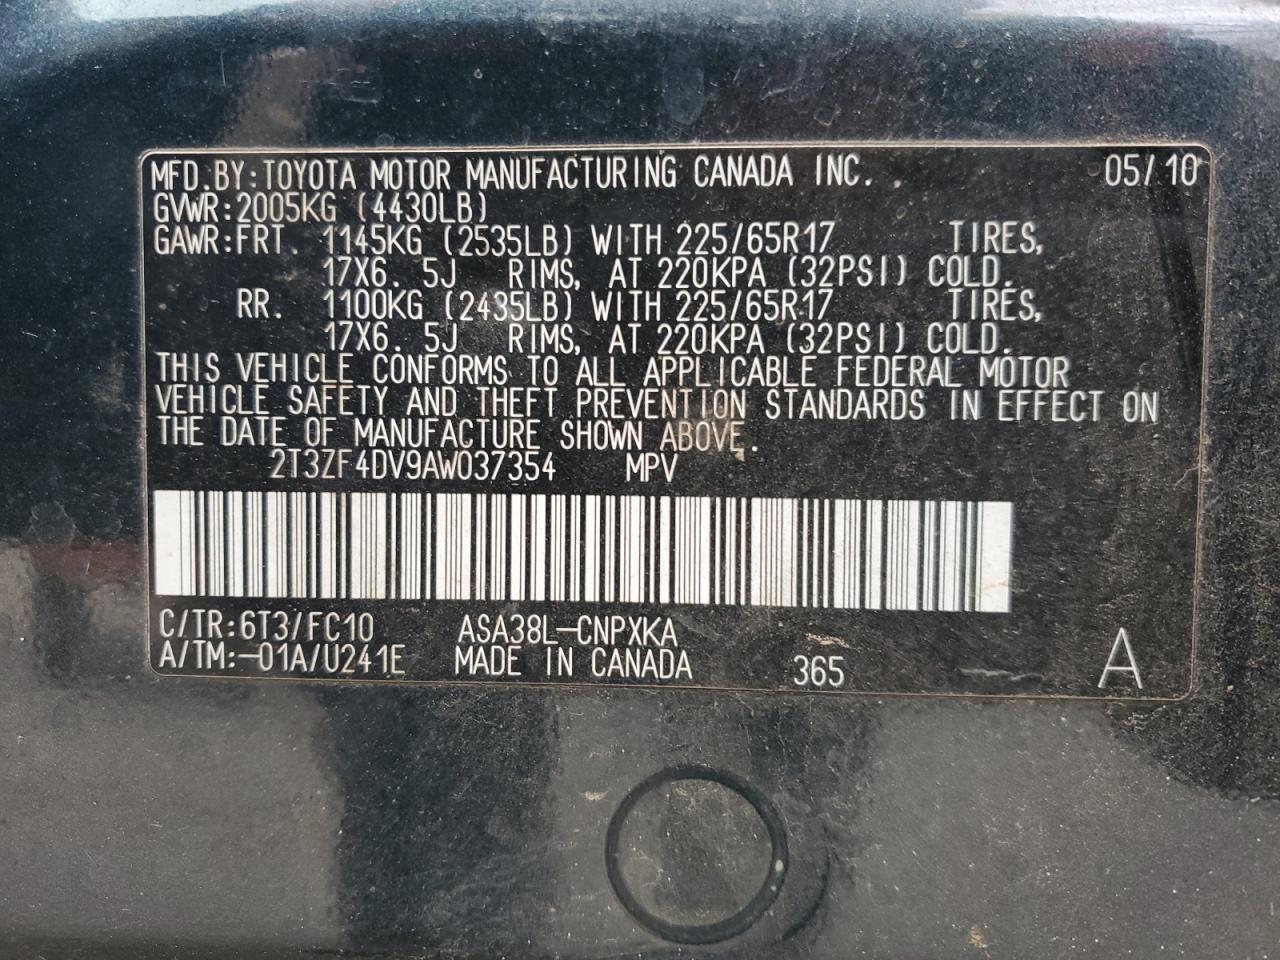 MFD.BY:TOYOTA MOTOR MANUFACTURING CANADA INC. 05/10
GVWR:2005KG (4430LB)
GAWR:FRT. 1145KG (2535LB) WITH 225/65R17 TIRES,
17X6. 5J RIMS, AT 220KPA (32PSI) COLD.
RR. 1100KG (2435LB) WITH 225/65R17 TIRES,
17X6. 5J RIMS, AT 220KPA (32PSI) COLD.
THIS VEHICLE CONFORMS TO ALL APPLICABLE FEDERAL MOTOR
VEHICLE SAFETY AND THEFT PREVENTION STANDARDS IN EFFECT ON
THE DATE OF MANUFACTURE SHOWN ABOVE.
2T3ZF4DV9AW037354 MPV
C/TR:6T3/FC10 ASA38L-CNPXKA
A/TM:-01A/U241E MADE IN CANADA 365 A